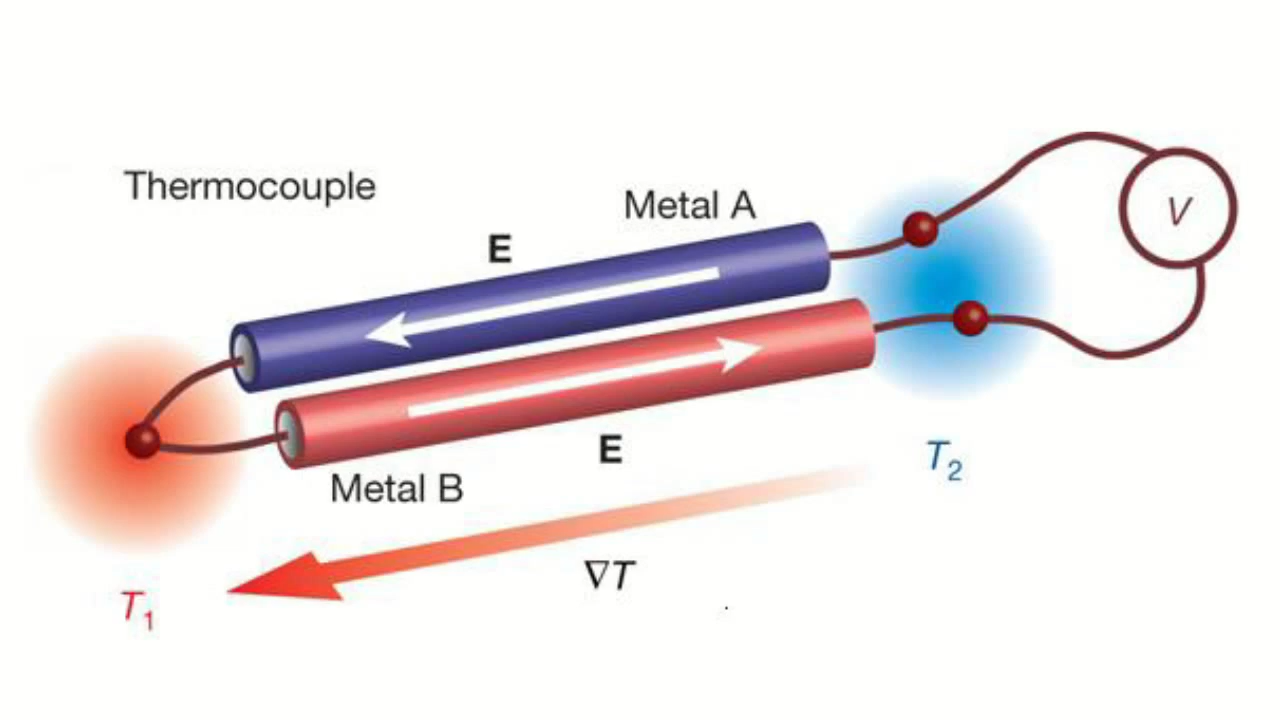 Thermocouple
Metal A
E
V
E
Metal B
T₂
∇T
T₁